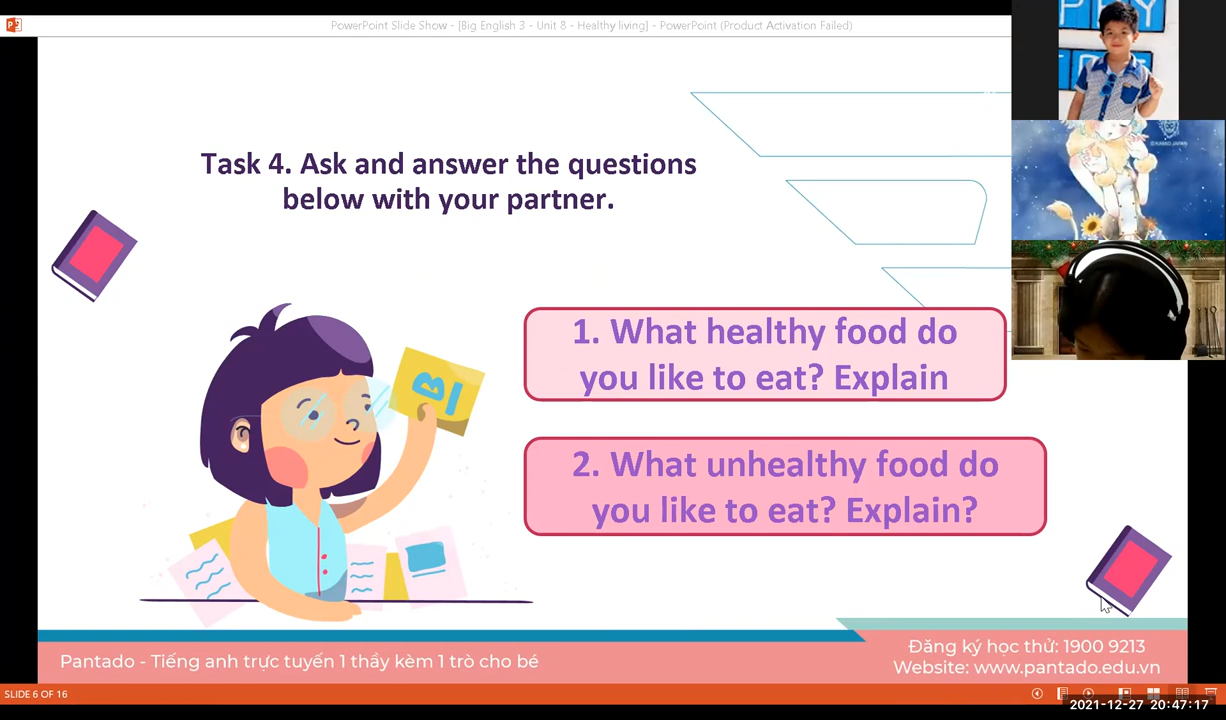 PowerPoint Slide Show - [Big English 3 - Unit 8 - Healthy living] - PowerPoint (Product Activation Failed)
Task 4. Ask and answer the questions
below with your partner.
1. What healthy food do
you like to eat? Explain
2. What unhealthy food do
you like to eat? Explain?
Pantado - Tiếng anh trực tuyến 1 thầy kèm 1 trò cho bé
Đăng ký học thử: 1900 9213
Website: www.pantado.edu.vn
SLIDE 6 OF 16
2021-12-27 20:47:17